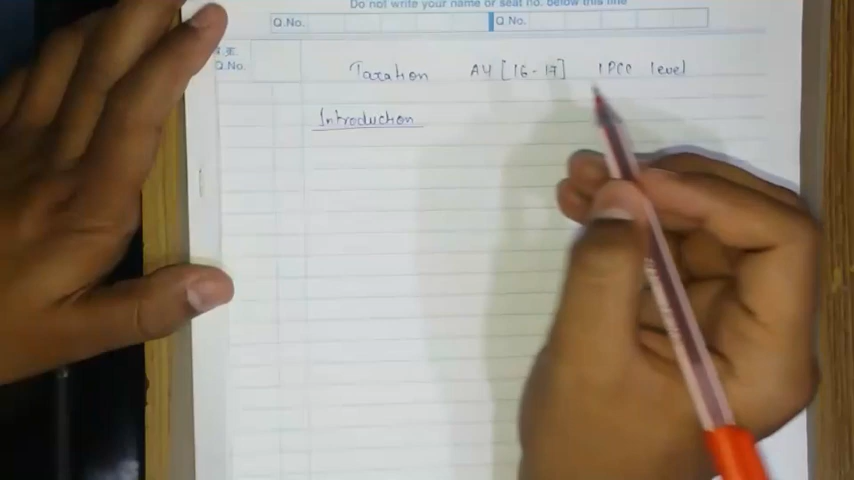 Do not write your name or seat no. below this line
Q.No. Q.No.
Q.No.
Taxation AY [16-17] IPCC level
Introduction